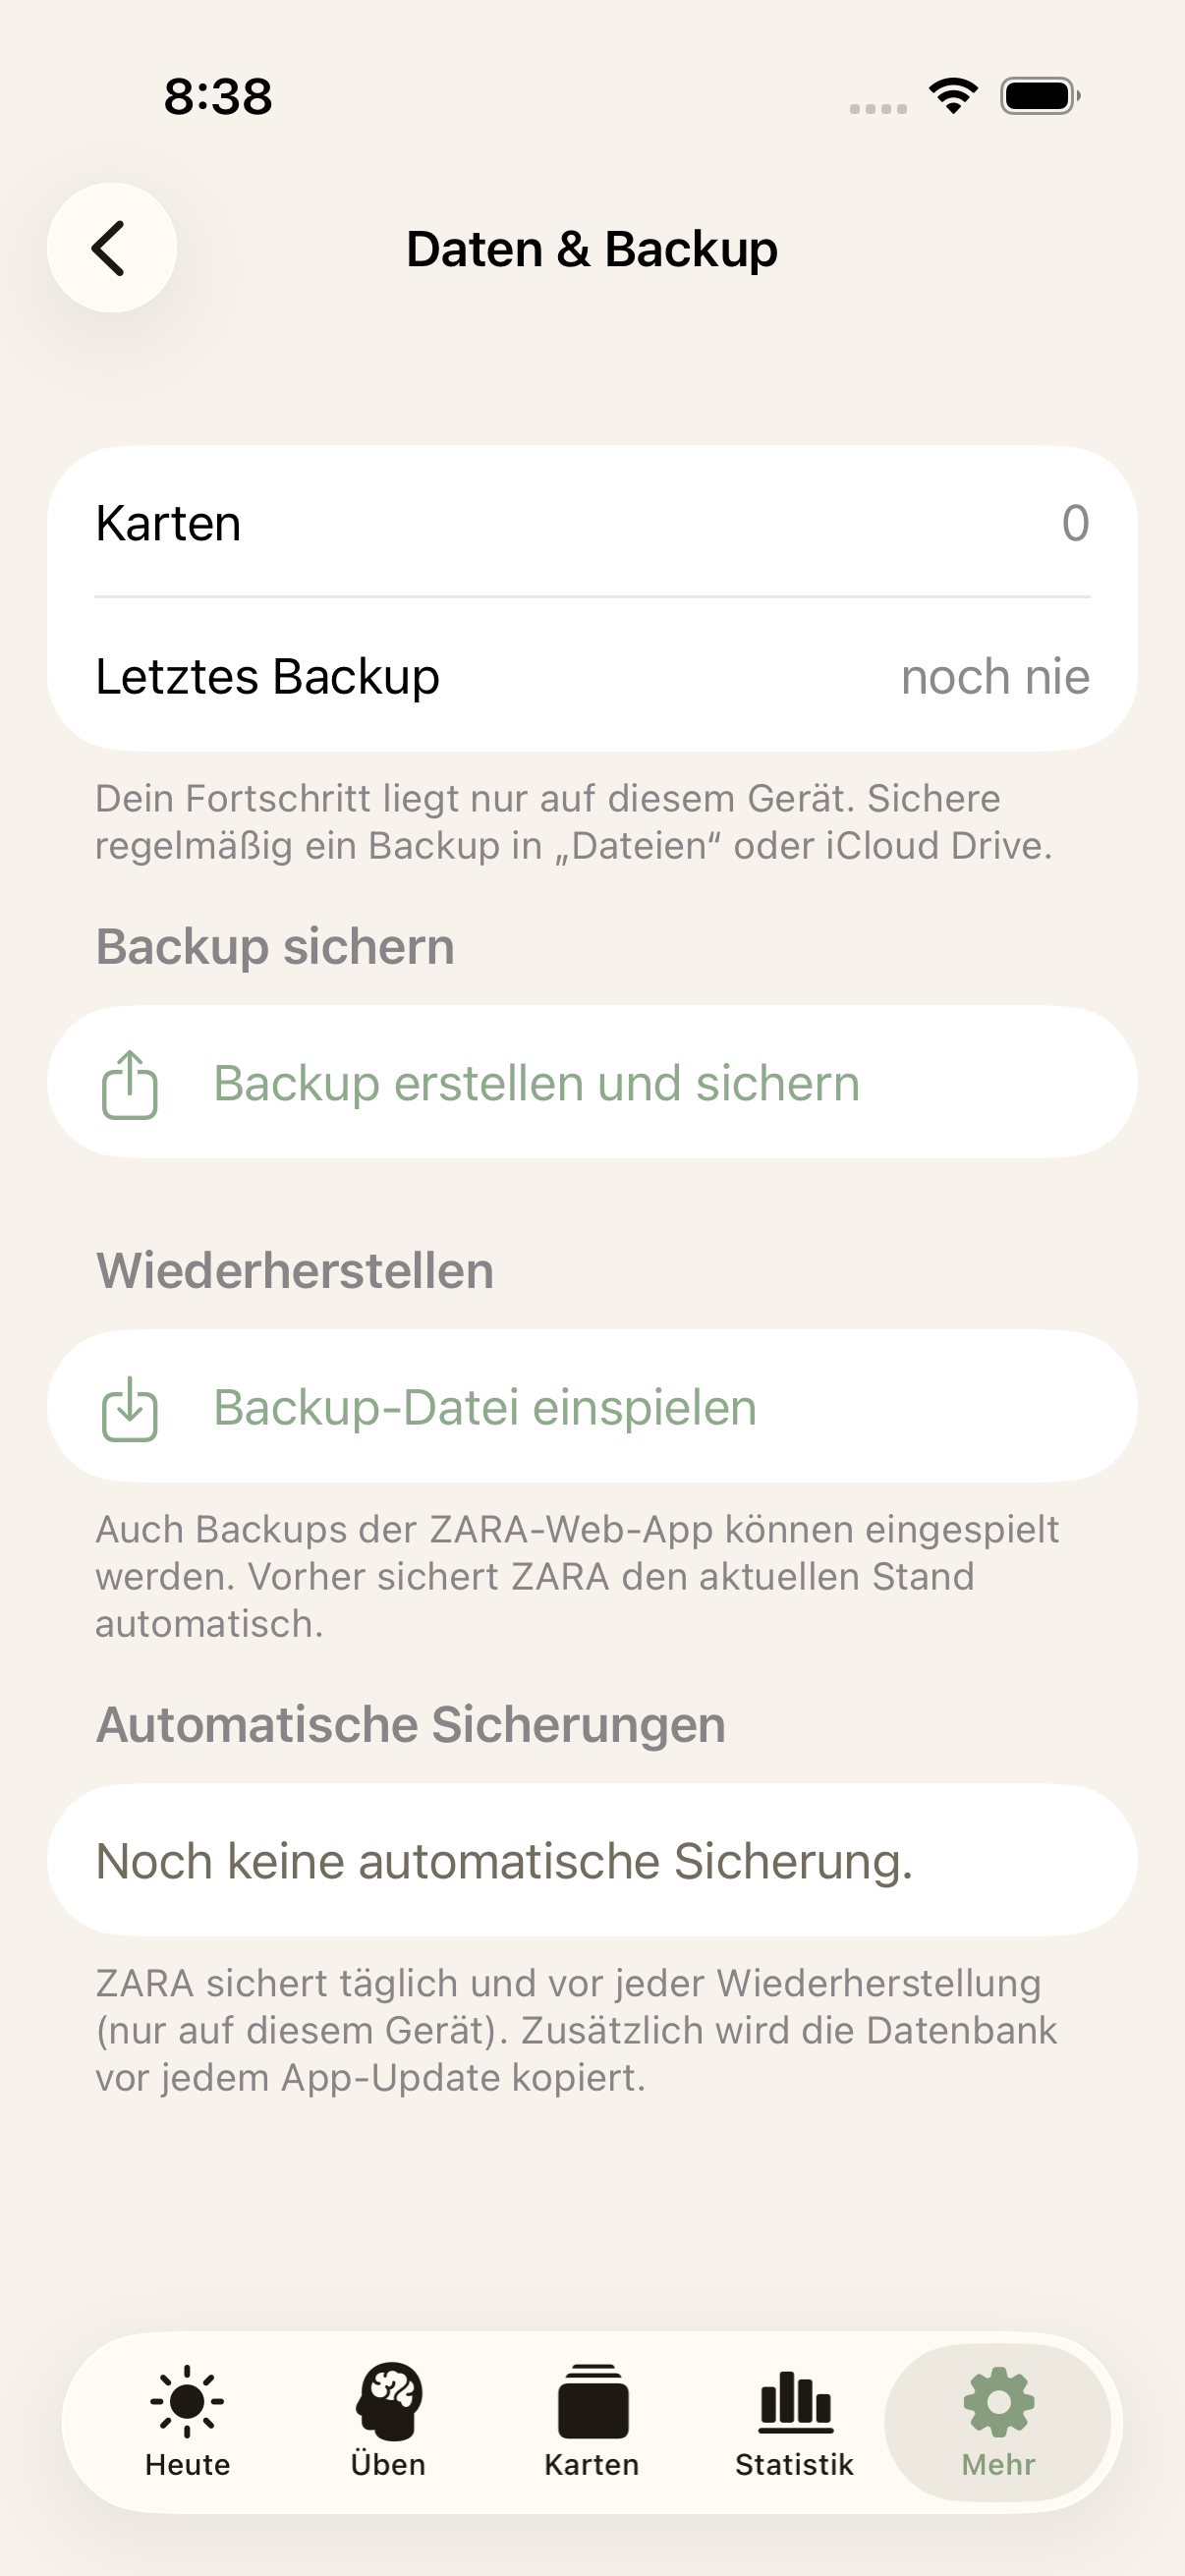 8:38
Daten & Backup
Karten 0
Letztes Backup noch nie
Dein Fortschritt liegt nur auf diesem Gerät. Sichere
regelmäßig ein Backup in „Dateien“ oder iCloud Drive.
Backup sichern
Backup erstellen und sichern
Wiederherstellen
Backup-Datei einspielen
Auch Backups der ZARA-Web-App können eingespielt
werden. Vorher sichert ZARA den aktuellen Stand
automatisch.
Automatische Sicherungen
Noch keine automatische Sicherung.
ZARA sichert täglich und vor jeder Wiederherstellung
(nur auf diesem Gerät). Zusätzlich wird die Datenbank
vor jedem App-Update kopiert.
Heute Üben Karten Statistik Mehr